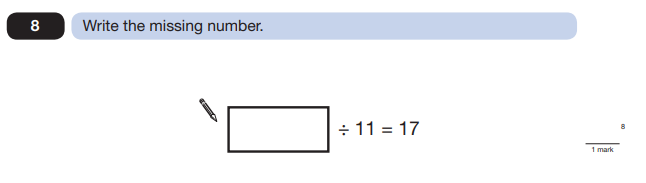 8 Write the missing number.
÷ 11 = 17
8
1 mark